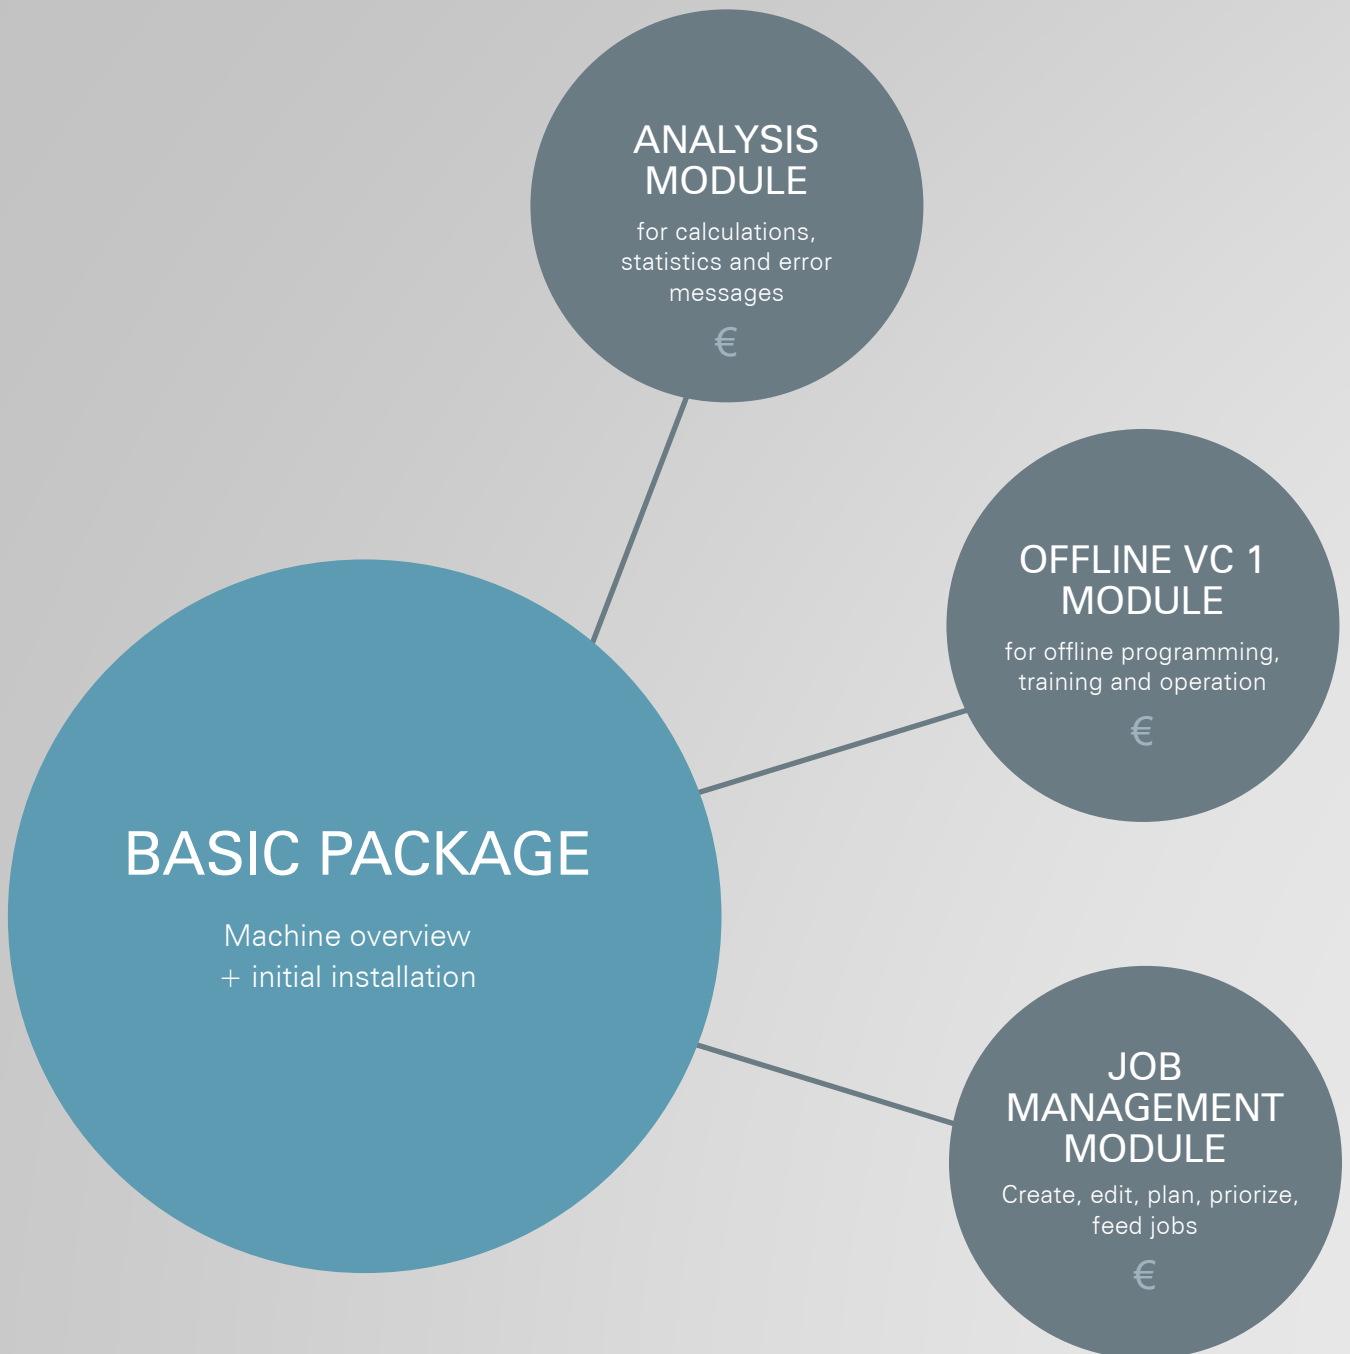 ANALYSIS
MODULE
for calculations,
statistics and error
messages
€
OFFLINE VC 1
MODULE
for offline programming,
training and operation
€
BASIC PACKAGE
Machine overview
+ initial installation
JOB
MANAGEMENT
MODULE
Create, edit, plan, priorize,
feed jobs
€